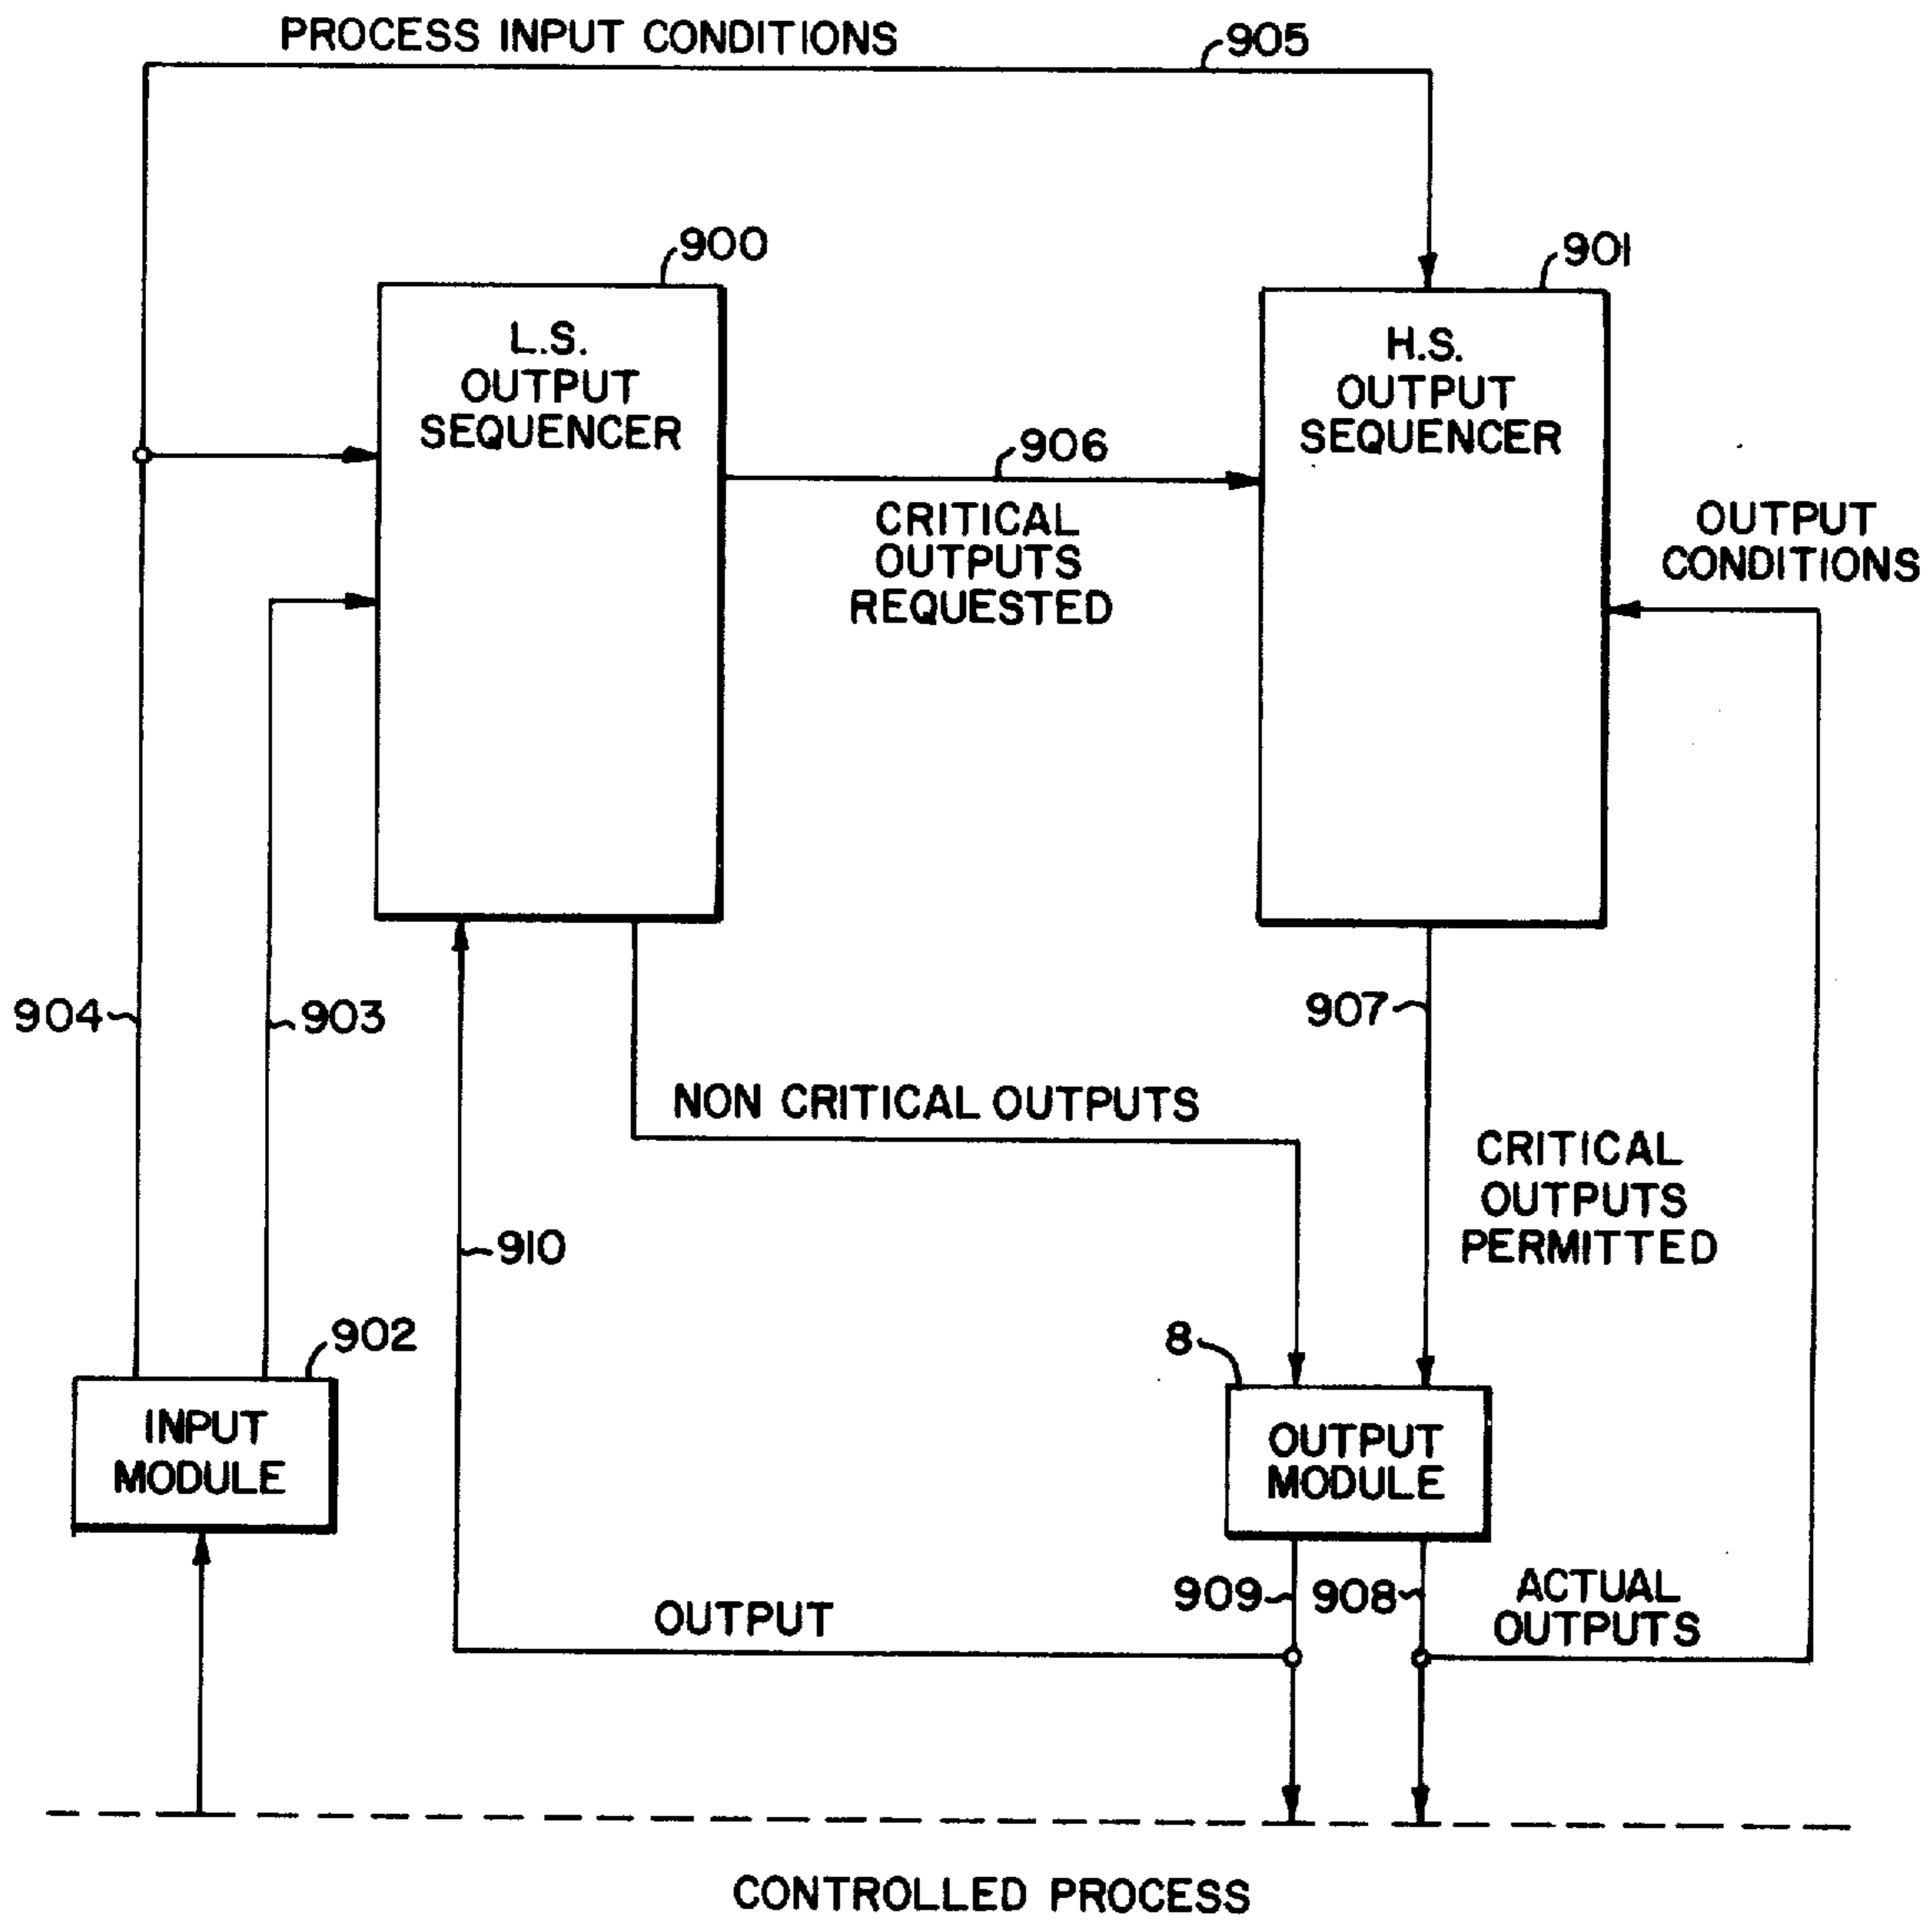 PROCESS INPUT CONDITIONS
905
900
901
L.S.
OUTPUT
SEQUENCER
H.S.
OUTPUT
SEQUENCER
906
CRITICAL
OUTPUTS
REQUESTED
OUTPUT
CONDITIONS
904
903
907
NON CRITICAL OUTPUTS
CRITICAL
OUTPUTS
PERMITTED
910
902
8
INPUT
MODULE
OUTPUT
MODULE
909
908
ACTUAL
OUTPUTS
OUTPUT
CONTROLLED PROCESS